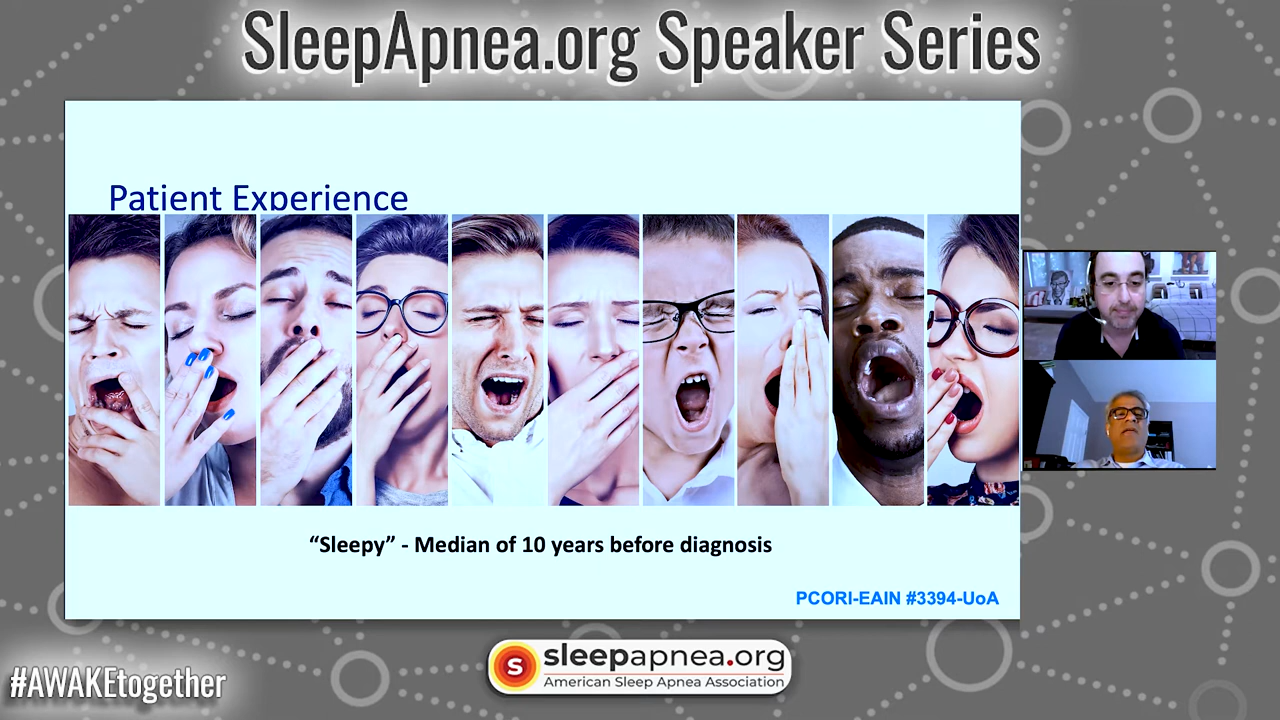 SleepApnea.org Speaker Series
Patient Experience
“Sleepy” - Median of 10 years before diagnosis
PCORI-EAIN #3394-UoA
s sleepapnea.org
American Sleep Apnea Association
#AWAKEtogether